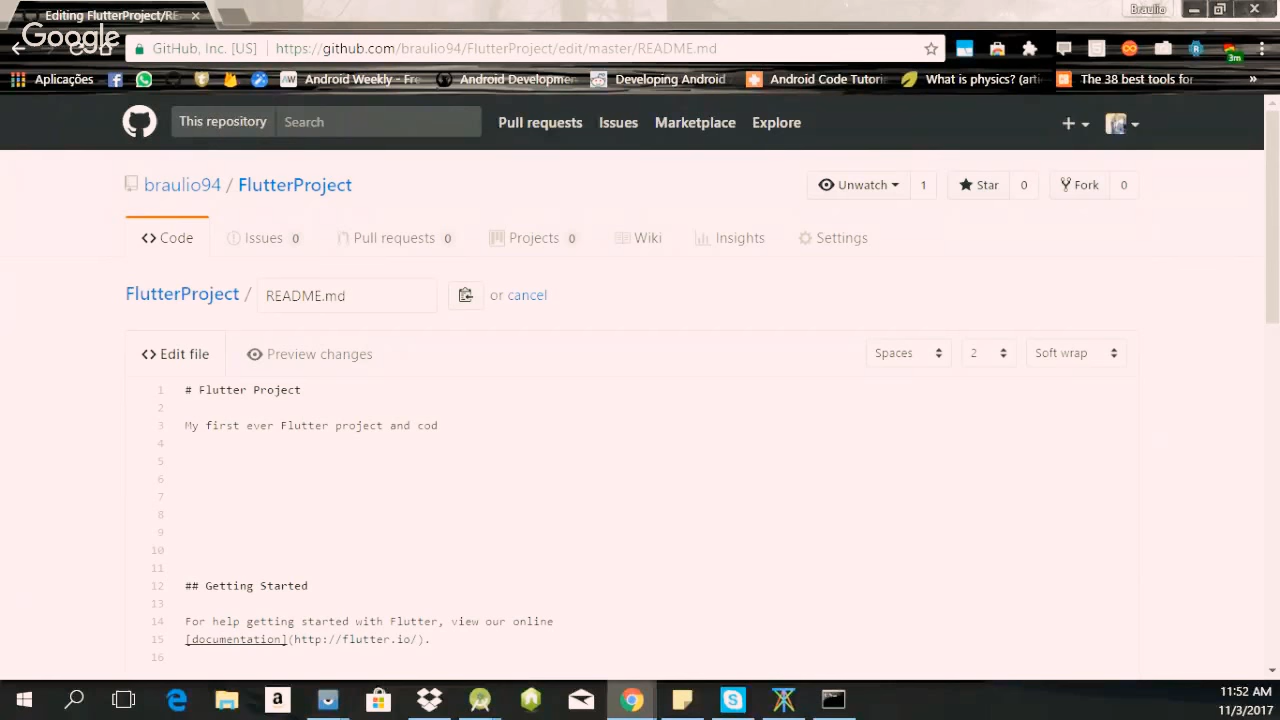 Editing FlutterProject/RE
Braulio
Google
GitHub, Inc. [US]
https://github.com/braulio94/FlutterProject/edit/master/README.md
3m
Aplicações
Android Weekly - Fr
Android Developme
Developing Android
Android Code Tutori
What is physics? (arti
The 38 best tools for
»
This repository
Search
Pull requests
Issues
Marketplace
Explore
braulio94 / FlutterProject
Unwatch 1
Star 0
Fork 0
Code
Issues 0
Pull requests 0
Projects 0
Wiki
Insights
Settings
FlutterProject / README.md or cancel
Edit file
Preview changes
Spaces
2
Soft wrap
1 # Flutter Project
2
3 My first ever Flutter project and cod
4
5
6
7
8
9
10
11
12 ## Getting Started
13
14 For help getting started with Flutter, view our online
15 [documentation](http://flutter.io/).
16
11:52 AM
11/3/2017